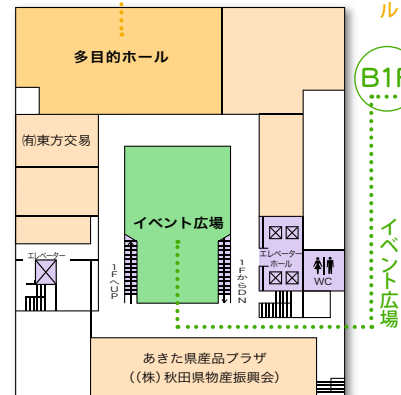 ル
多目的ホール
B1F
㈲東方交易
イベント広場
エレベーター
エレベーター
ホール
WC
1FへUP
1FからDN
イベント広場
あきた県産品プラザ
((株)秋田県物産振興会)